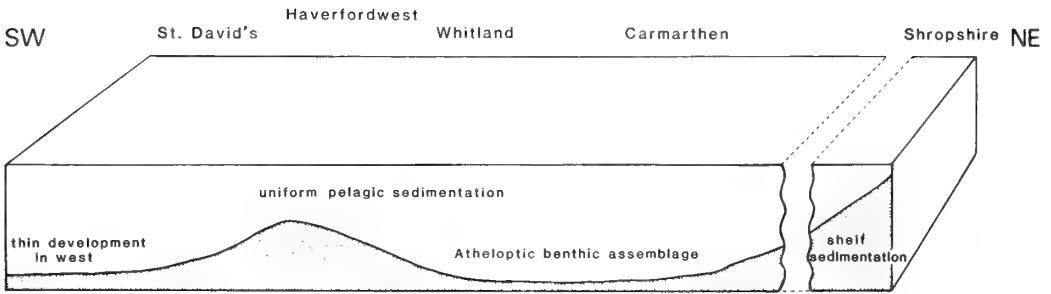 Haverfordwest
SW St. David's Whitland Carmarthen Shropshire NE
uniform pelagic sedimentation
thin development
in west
Atheloptic benthic assemblage
shelf
sedimentation